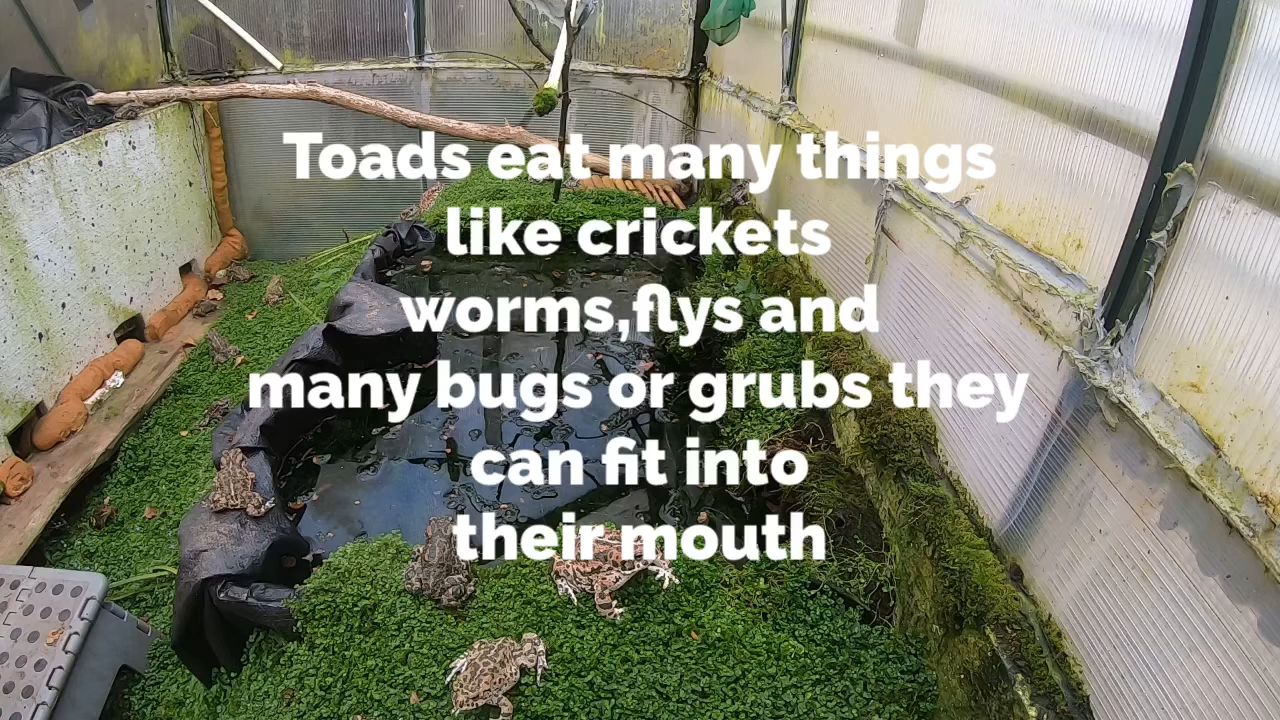 Toads eat many things
like crickets
worms,flys and
many bugs or grubs they
can fit into
their mouth